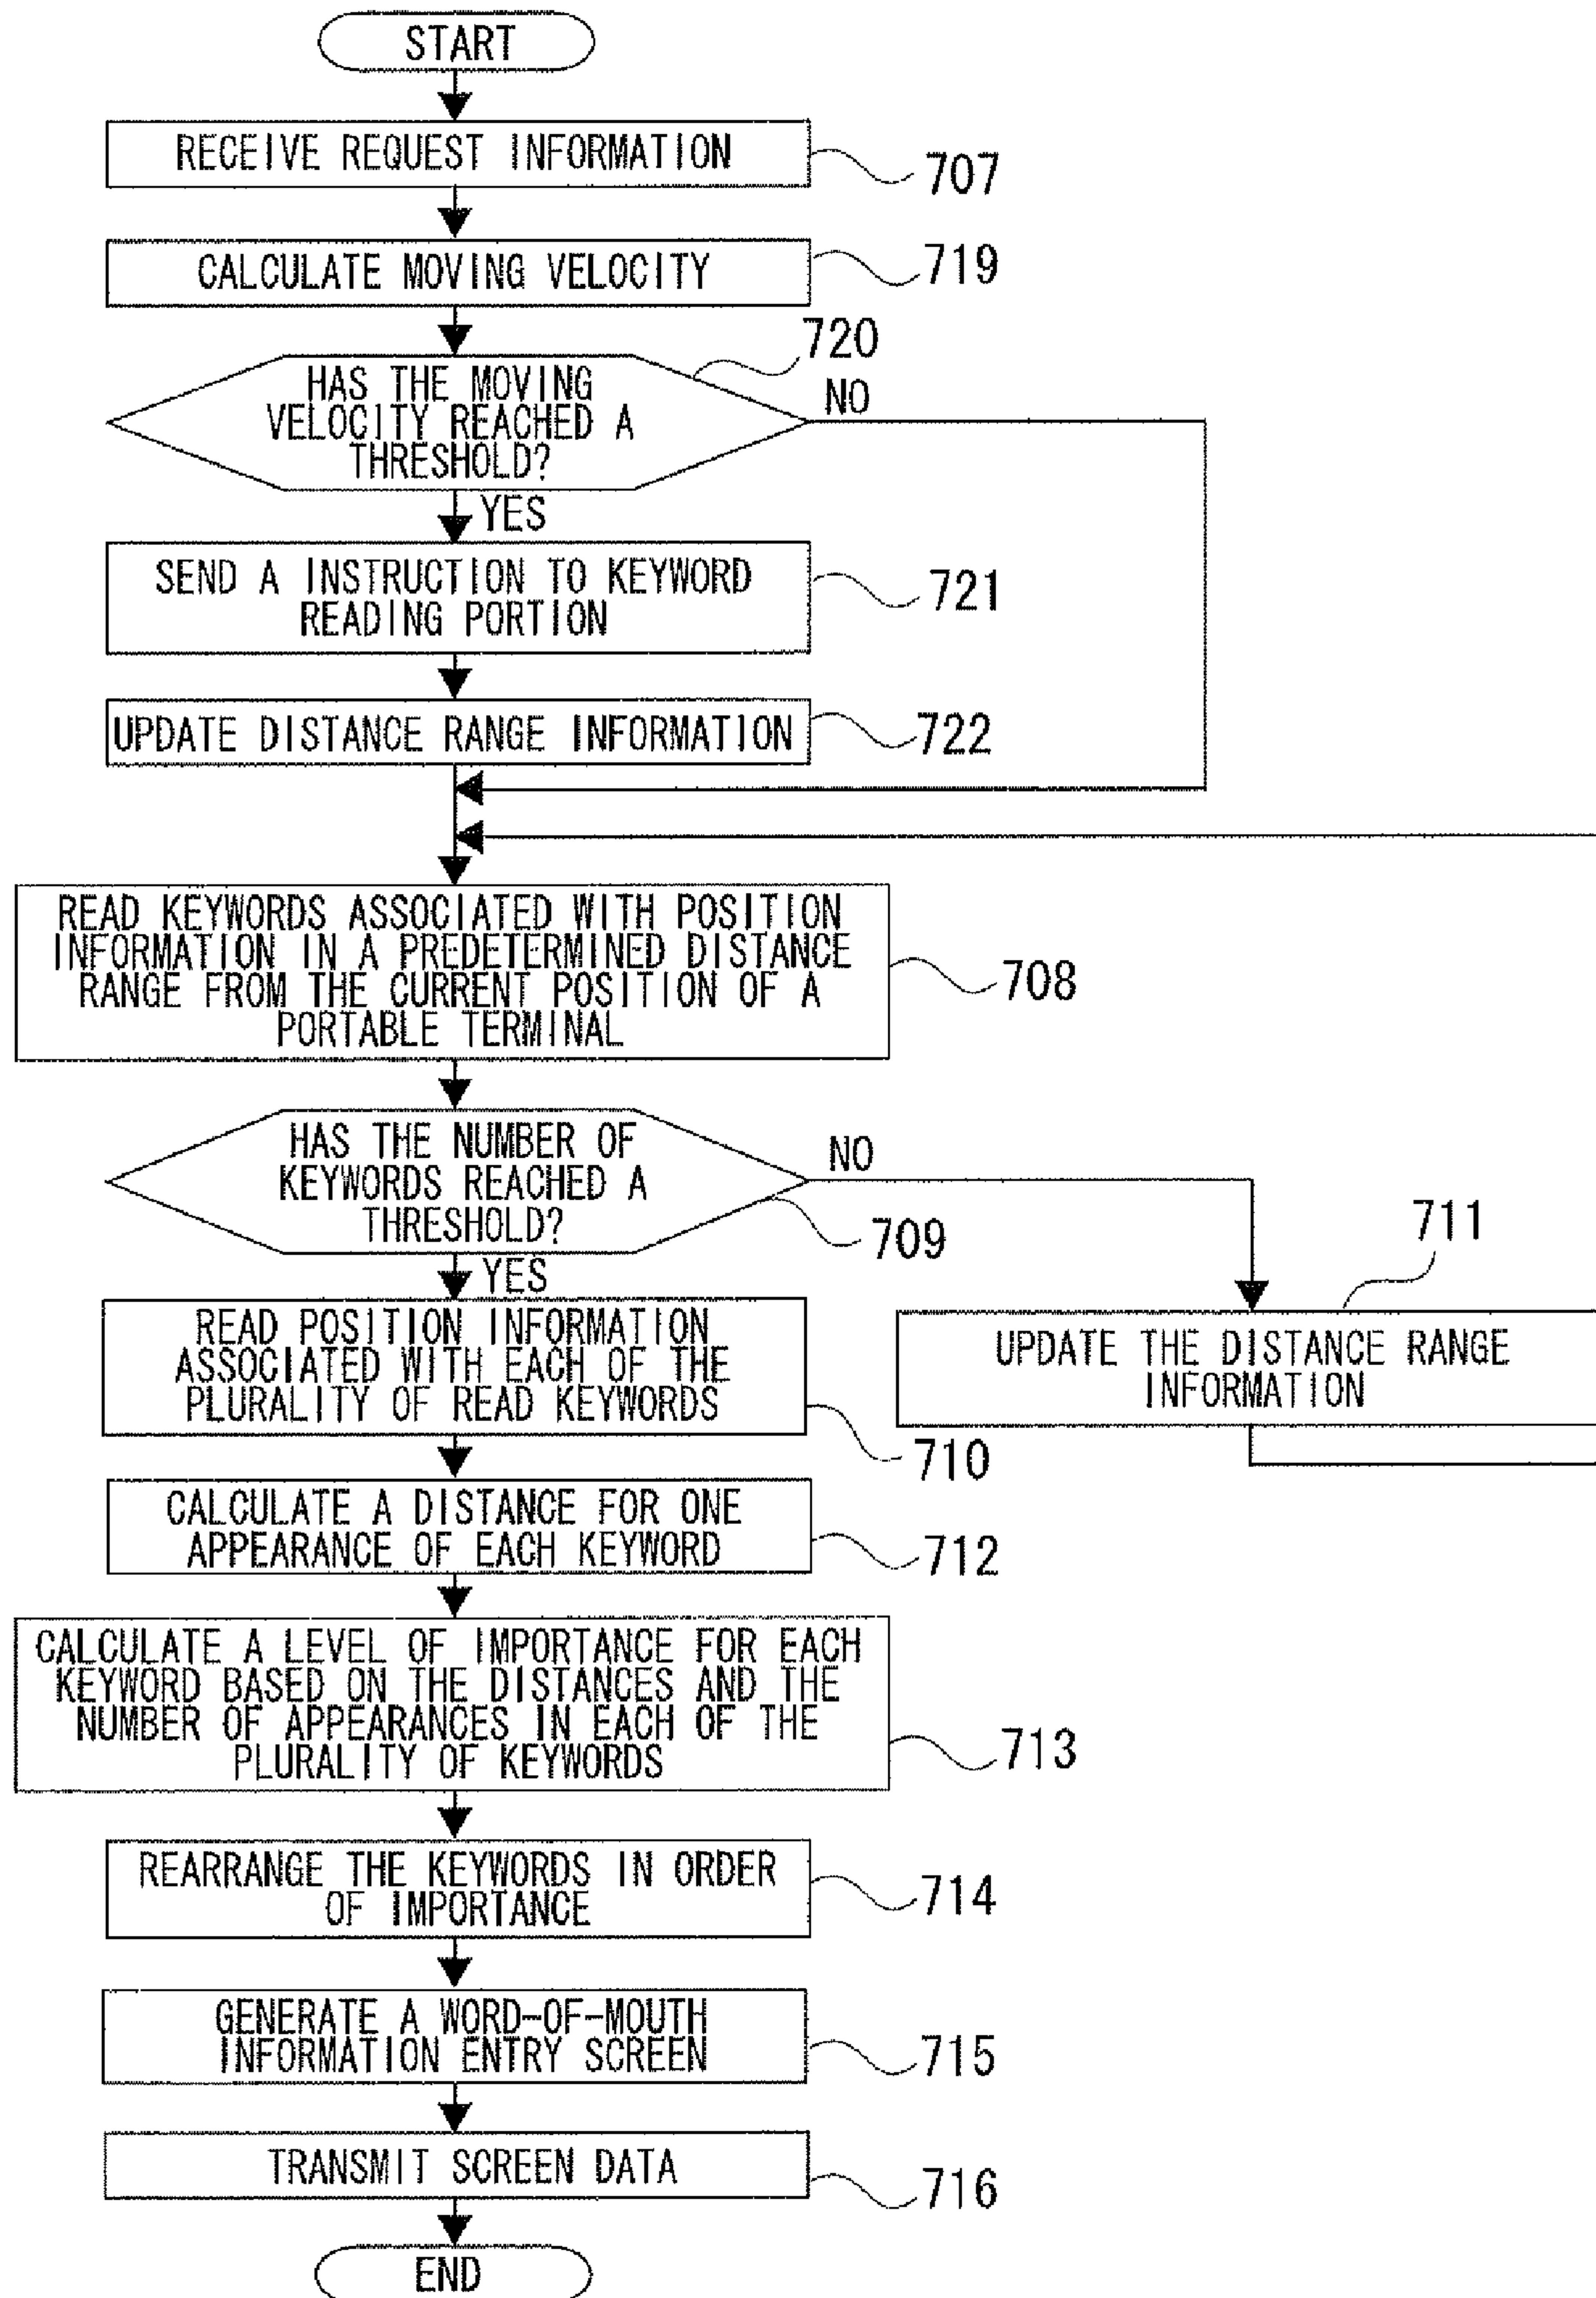 START
RECEIVE REQUEST INFORMATION
707
CALCULATE MOVING VELOCITY
719
720
HAS THE MOVING
VELOCITY REACHED A
THRESHOLD?
NO
YES
SEND A INSTRUCTION TO KEYWORD
READING PORTION
721
UPDATE DISTANCE RANGE INFORMATION
722
READ KEYWORDS ASSOCIATED WITH POSITION
INFORMATION IN A PREDETERMINED DISTANCE
RANGE FROM THE CURRENT POSITION OF A
PORTABLE TERMINAL
708
HAS THE NUMBER OF
KEYWORDS REACHED A
THRESHOLD?
NO
709
YES
711
UPDATE THE DISTANCE RANGE
INFORMATION
READ POSITION INFORMATION
ASSOCIATED WITH EACH OF THE
PLURALITY OF READ KEYWORDS
710
CALCULATE A DISTANCE FOR ONE
APPEARANCE OF EACH KEYWORD
712
CALCULATE A LEVEL OF IMPORTANCE FOR EACH
KEYWORD BASED ON THE DISTANCES AND THE
NUMBER OF APPEARANCES IN EACH OF THE
PLURALITY OF KEYWORDS
713
REARRANGE THE KEYWORDS IN ORDER
OF IMPORTANCE
714
GENERATE A WORD-OF-MOUTH
INFORMATION ENTRY SCREEN
715
TRANSMIT SCREEN DATA
716
END